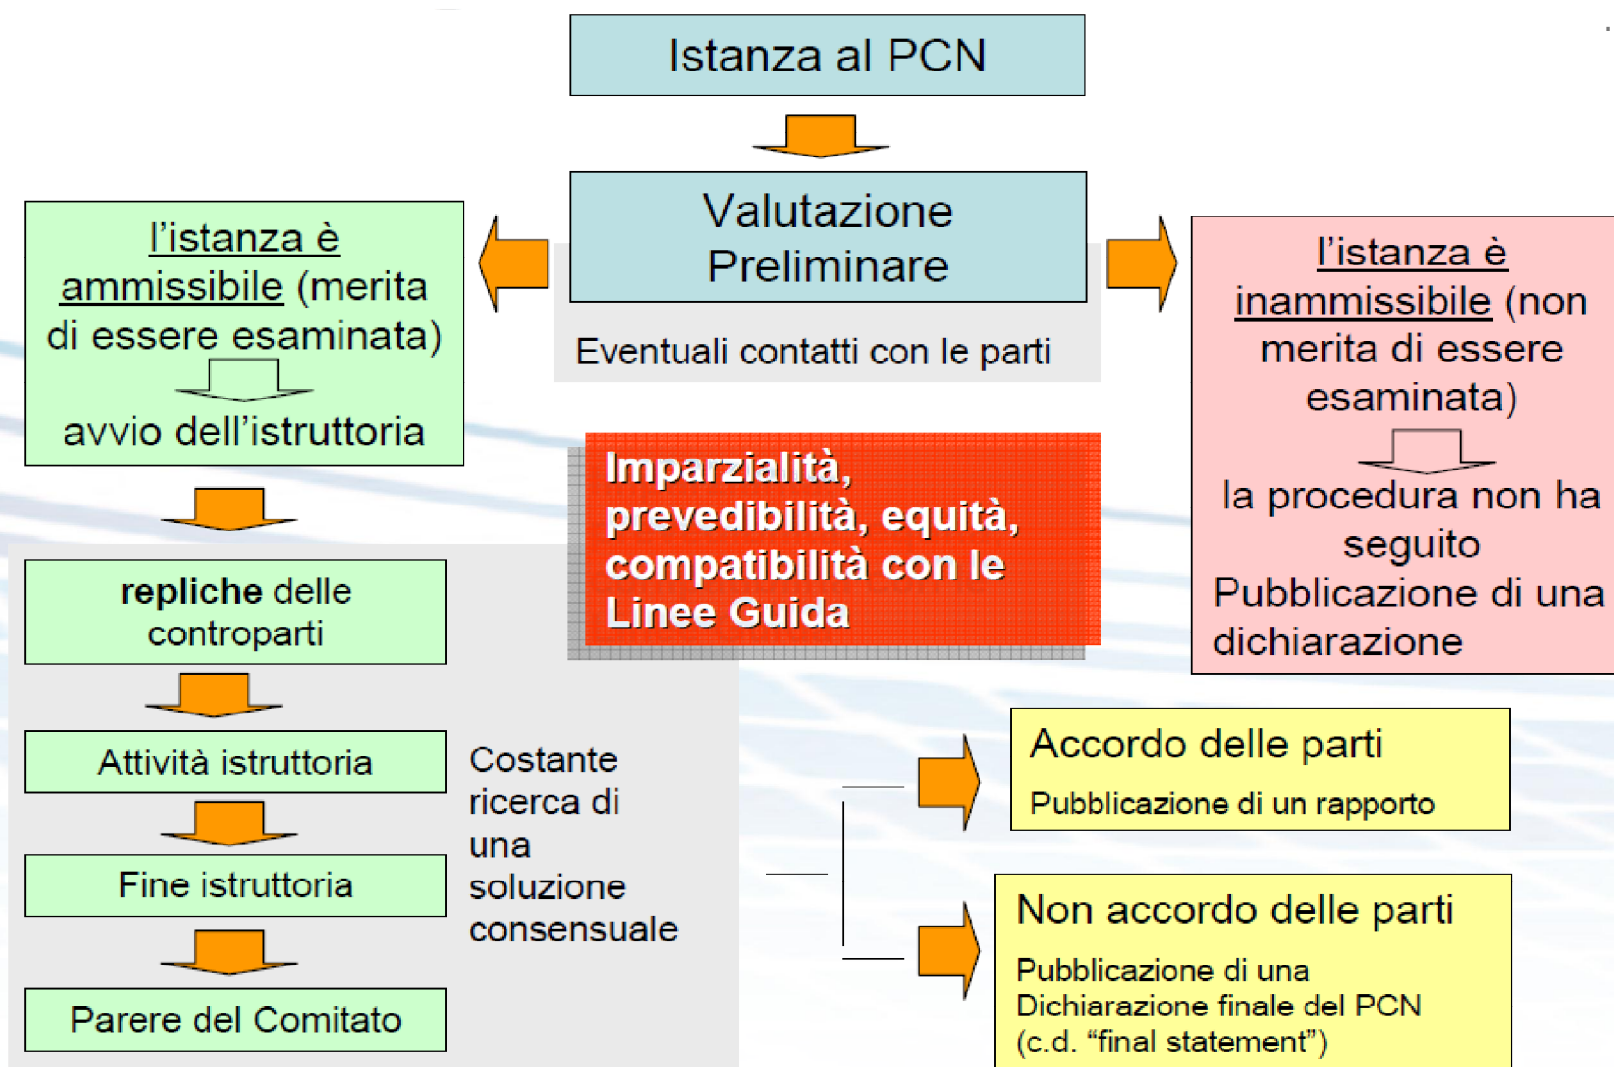 Istanza al PCN
Valutazione
Preliminare
Eventuali contatti con le parti
l'istanza è
ammissibile (merita
di essere esaminata)
avvio dell'istruttoria
l'istanza è
inammissibile (non
merita di essere
esaminata)
la procedura non ha
seguito
Pubblicazione di una
dichiarazione
Imparzialità,
prevedibilità, equità,
compatibilità con le
Linee Guida
repliche delle
controparti
Attività istruttoria
Fine istruttoria
Parere del Comitato
Costante
ricerca di
una
soluzione
consensuale
Accordo delle parti
Pubblicazione di un rapporto
Non accordo delle parti
Pubblicazione di una
Dichiarazione finale del PCN
(c.d. “final statement”)